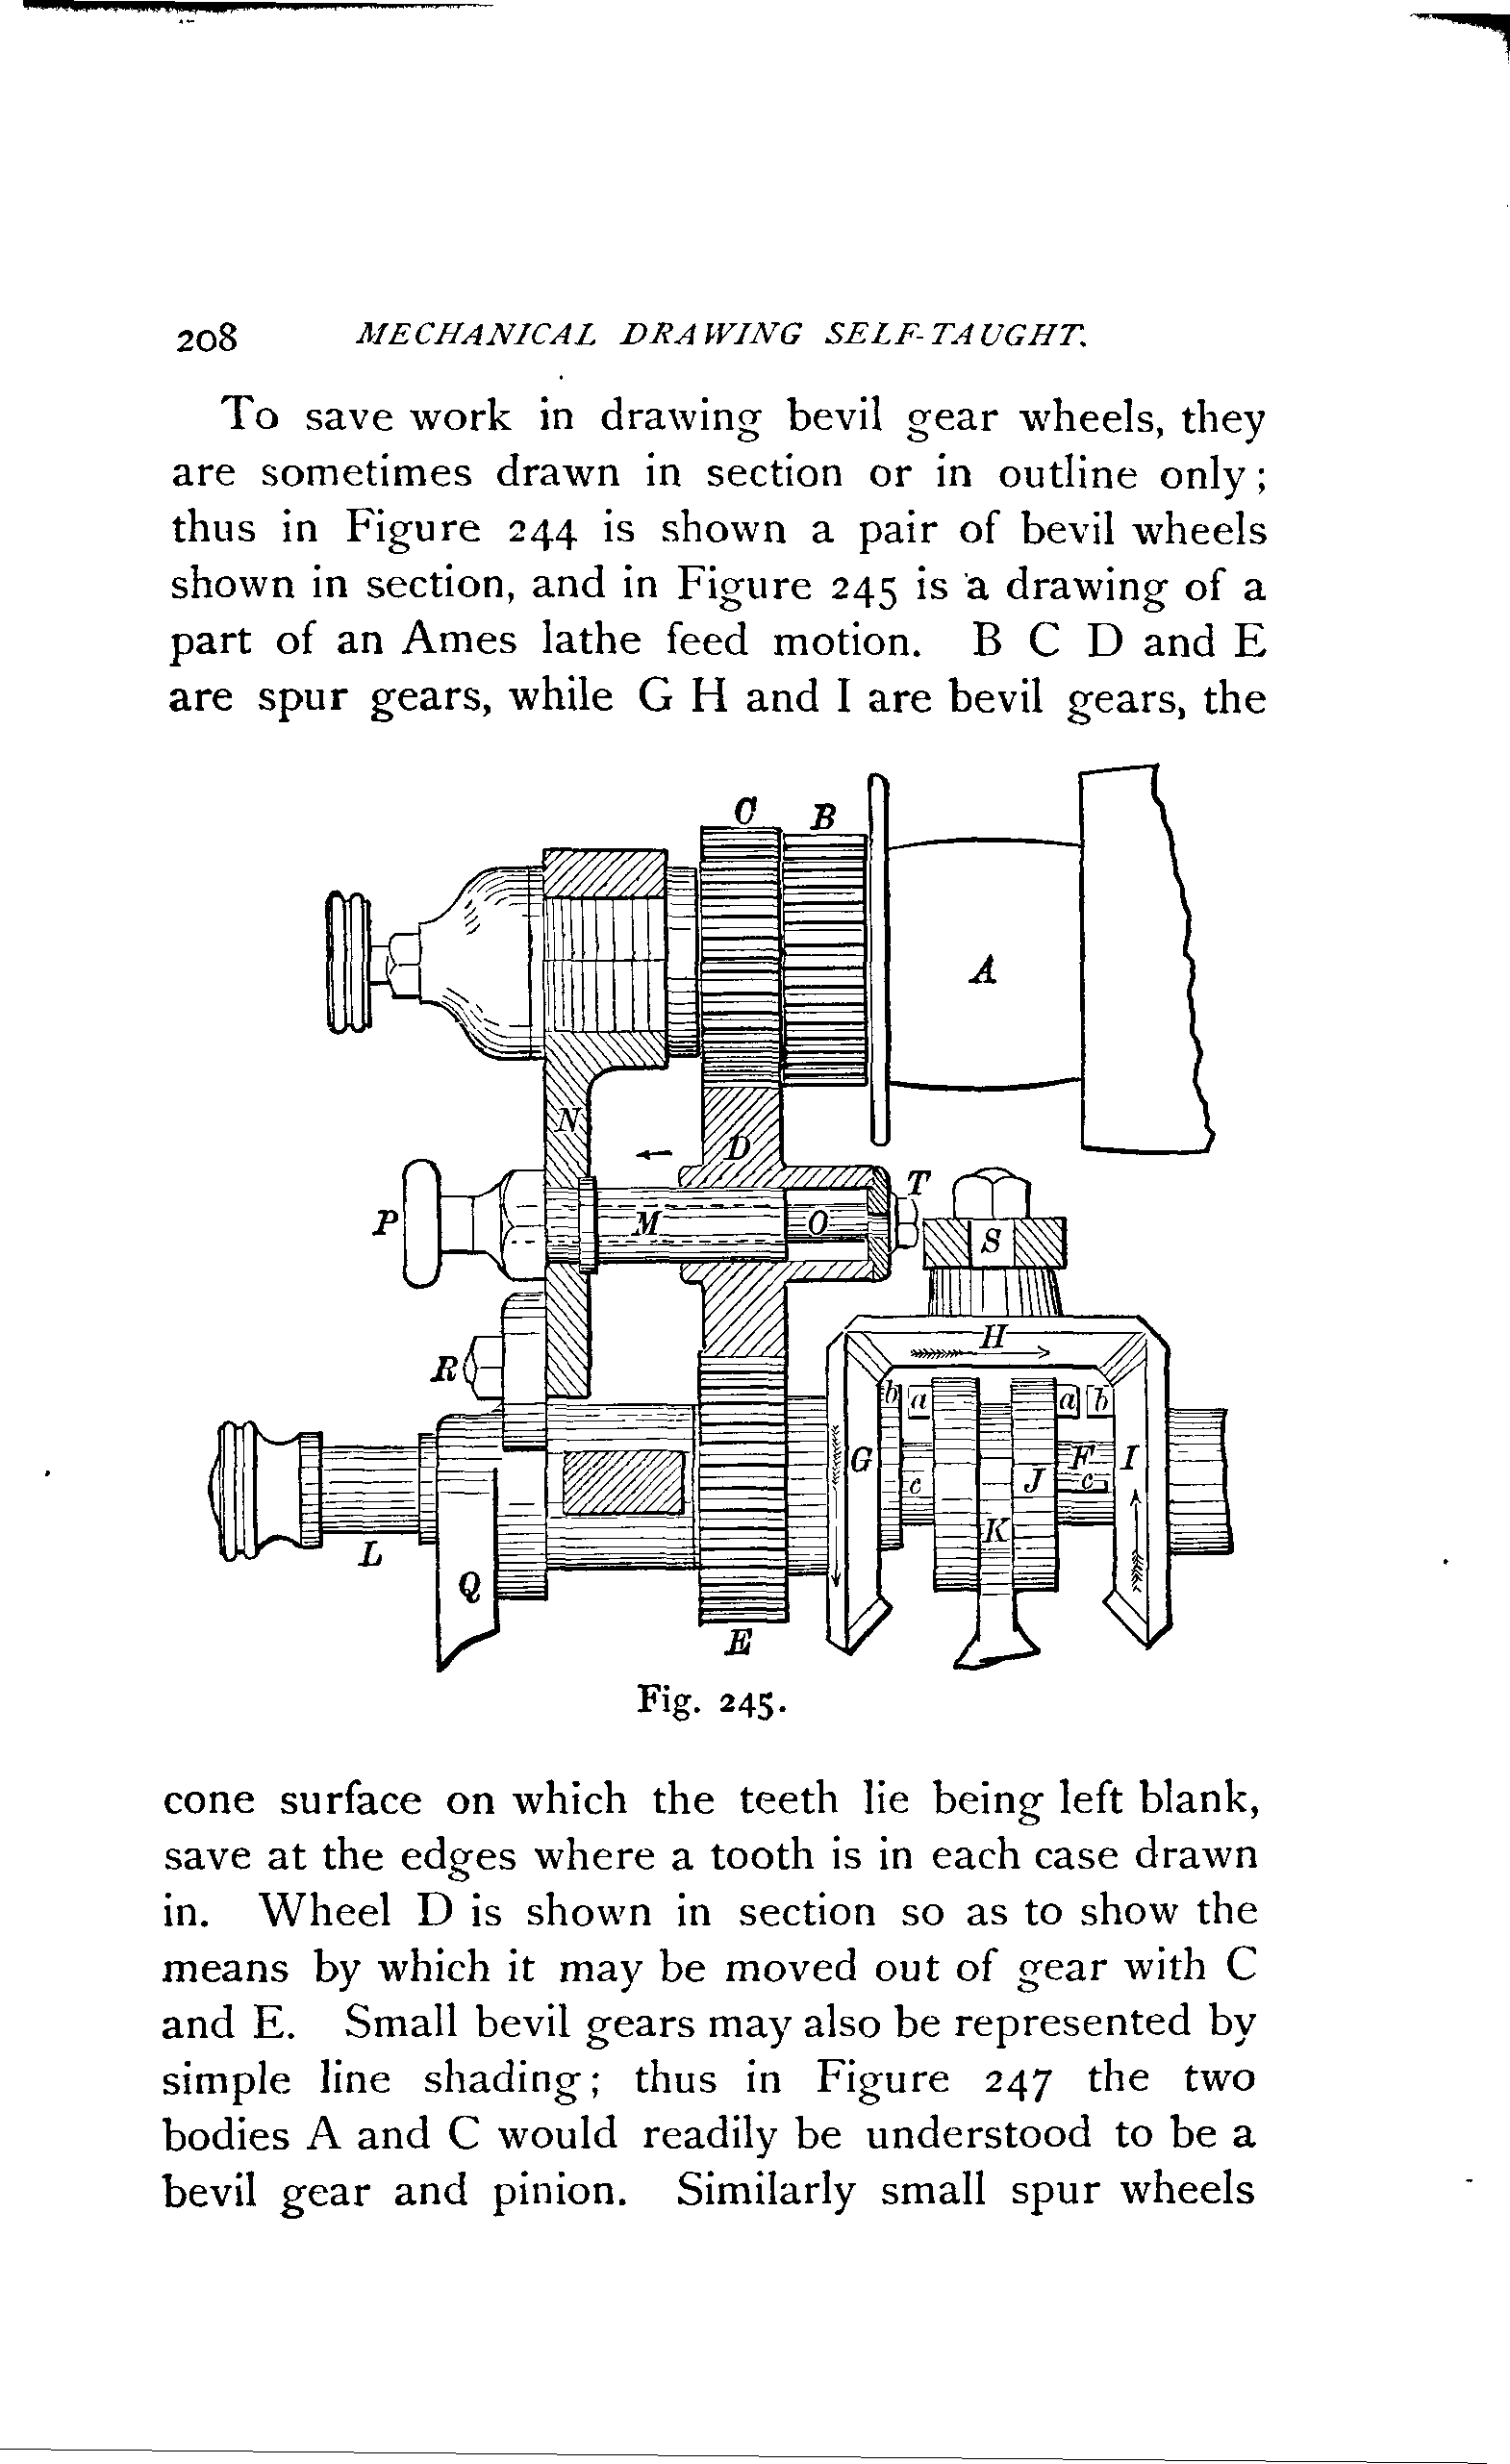 208 MECHANICAL DRAWING SELF-TAUGHT.
To save work in drawing bevil gear wheels, they
are sometimes drawn in section or in outline only;
thus in Figure 244 is shown a pair of bevil wheels
shown in section, and in Figure 245 is a drawing of a
part of an Ames lathe feed motion. B C D and E
are spur gears, while G H and I are bevil gears, the
C B
A
N
D
P M O T S
H
R
b a a b
G F I
c J c
K
L
Q
E
Fig. 245.
cone surface on which the teeth lie being left blank,
save at the edges where a tooth is in each case drawn
in. Wheel D is shown in section so as to show the
means by which it may be moved out of gear with C
and E. Small bevil gears may also be represented by
simple line shading; thus in Figure 247 the two
bodies A and C would readily be understood to be a
bevil gear and pinion. Similarly small spur wheels